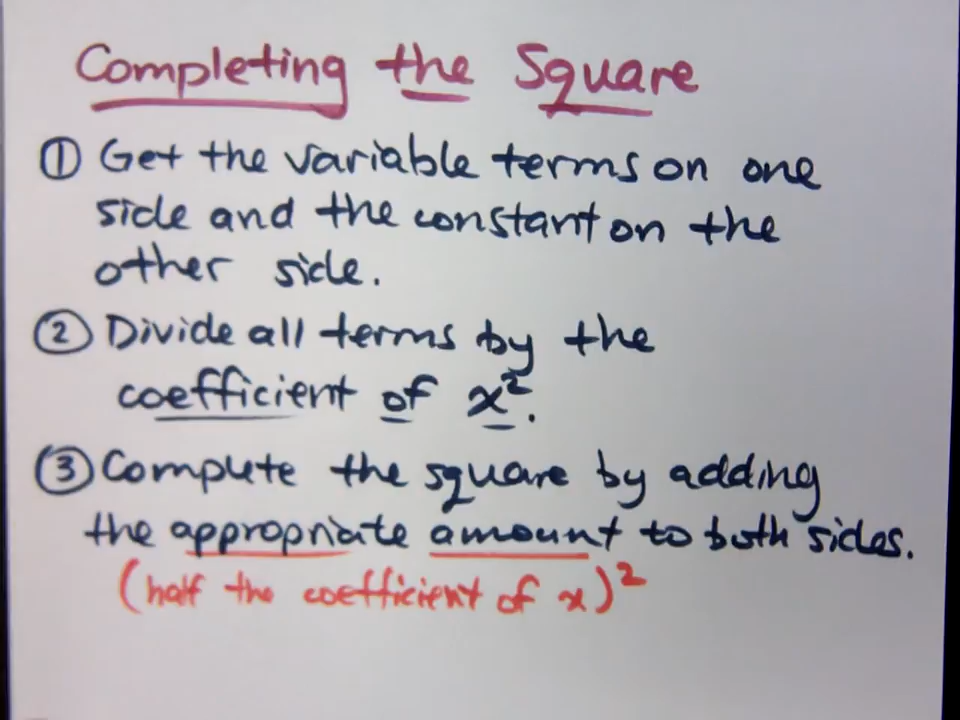 Completing the Square
① Get the variable terms on one
side and the constant on the
other side.
② Divide all terms by the
coefficient of x².
③ Compute the square by adding
the appropriate amount to both sides.
(half the coefficient of x)²